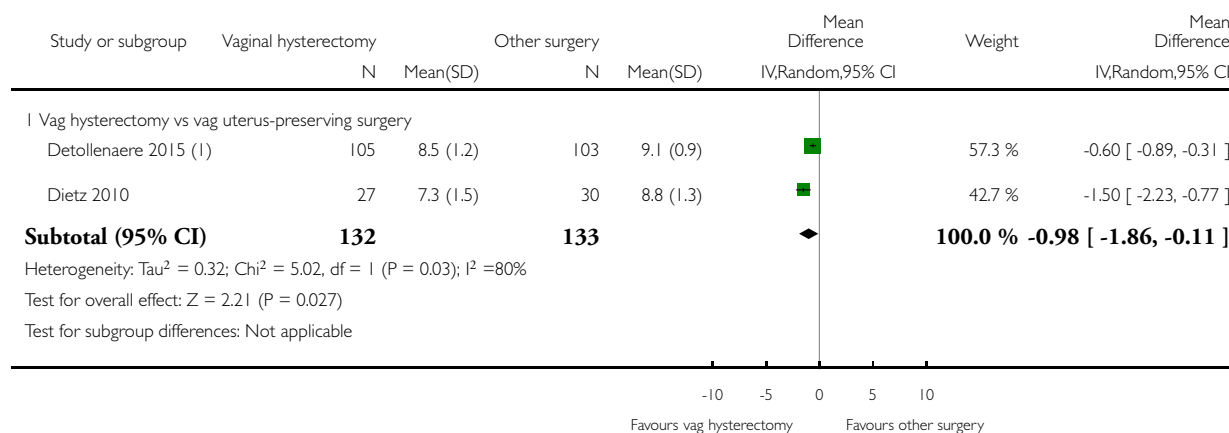 Study or subgroup Vaginal hysterectomy Other surgery Mean Difference Weight Mean Difference
N Mean(SD) N Mean(SD) IV,Random,95% CI IV,Random,95% CI
1 Vag hysterectomy vs vag uterus-preserving surgery
Detollenaere 2015 (1) 105 8.5 (1.2) 103 9.1 (0.9) 57.3 % -0.60 [ -0.89, -0.31 ]
Dietz 2010 27 7.3 (1.5) 30 8.8 (1.3) 42.7 % -1.50 [ -2.23, -0.77 ]
Subtotal (95% CI) 132 133 100.0 % -0.98 [ -1.86, -0.11 ]
Heterogeneity: Tau² = 0.32; Chi² = 5.02, df = 1 (P = 0.03); I² =80%
Test for overall effect: Z = 2.21 (P = 0.027)
Test for subgroup differences: Not applicable
-10 -5 0 5 10
Favours vag hysterectomy Favours other surgery